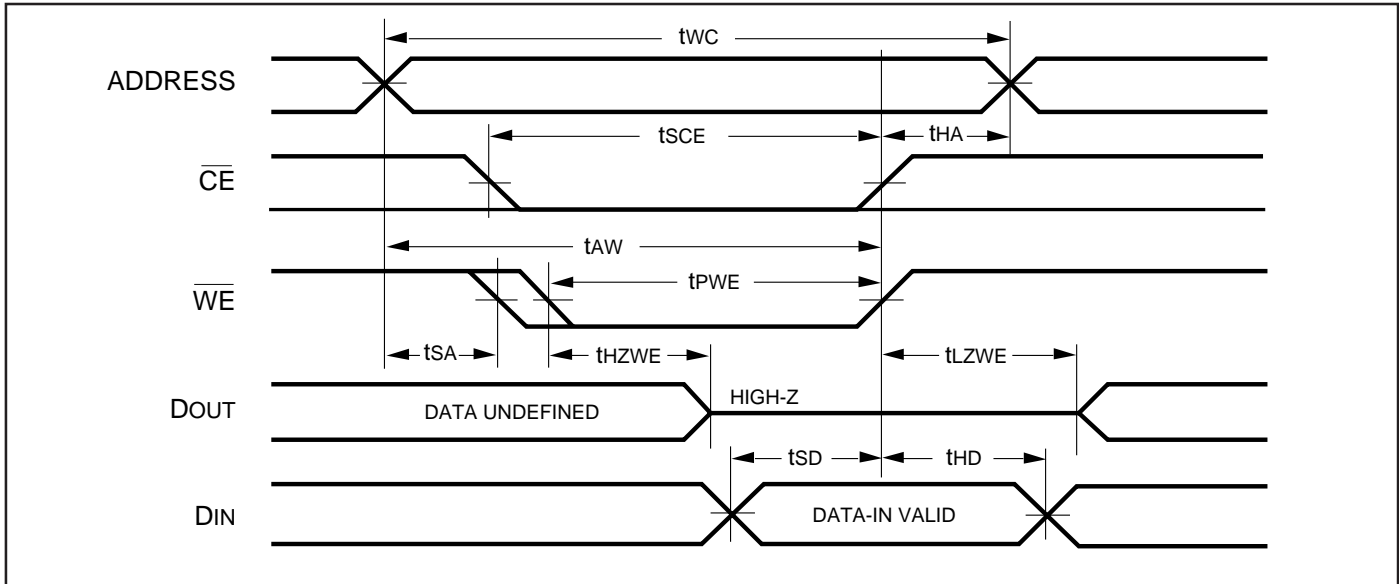 tWC
ADDRESS
tSCE
tHA
CE
tAW
tPWE
WE
tSA
tHZWE
tLZWE
DOUT
DATA UNDEFINED
HIGH-Z
tSD
tHD
DIN
DATA-IN VALID